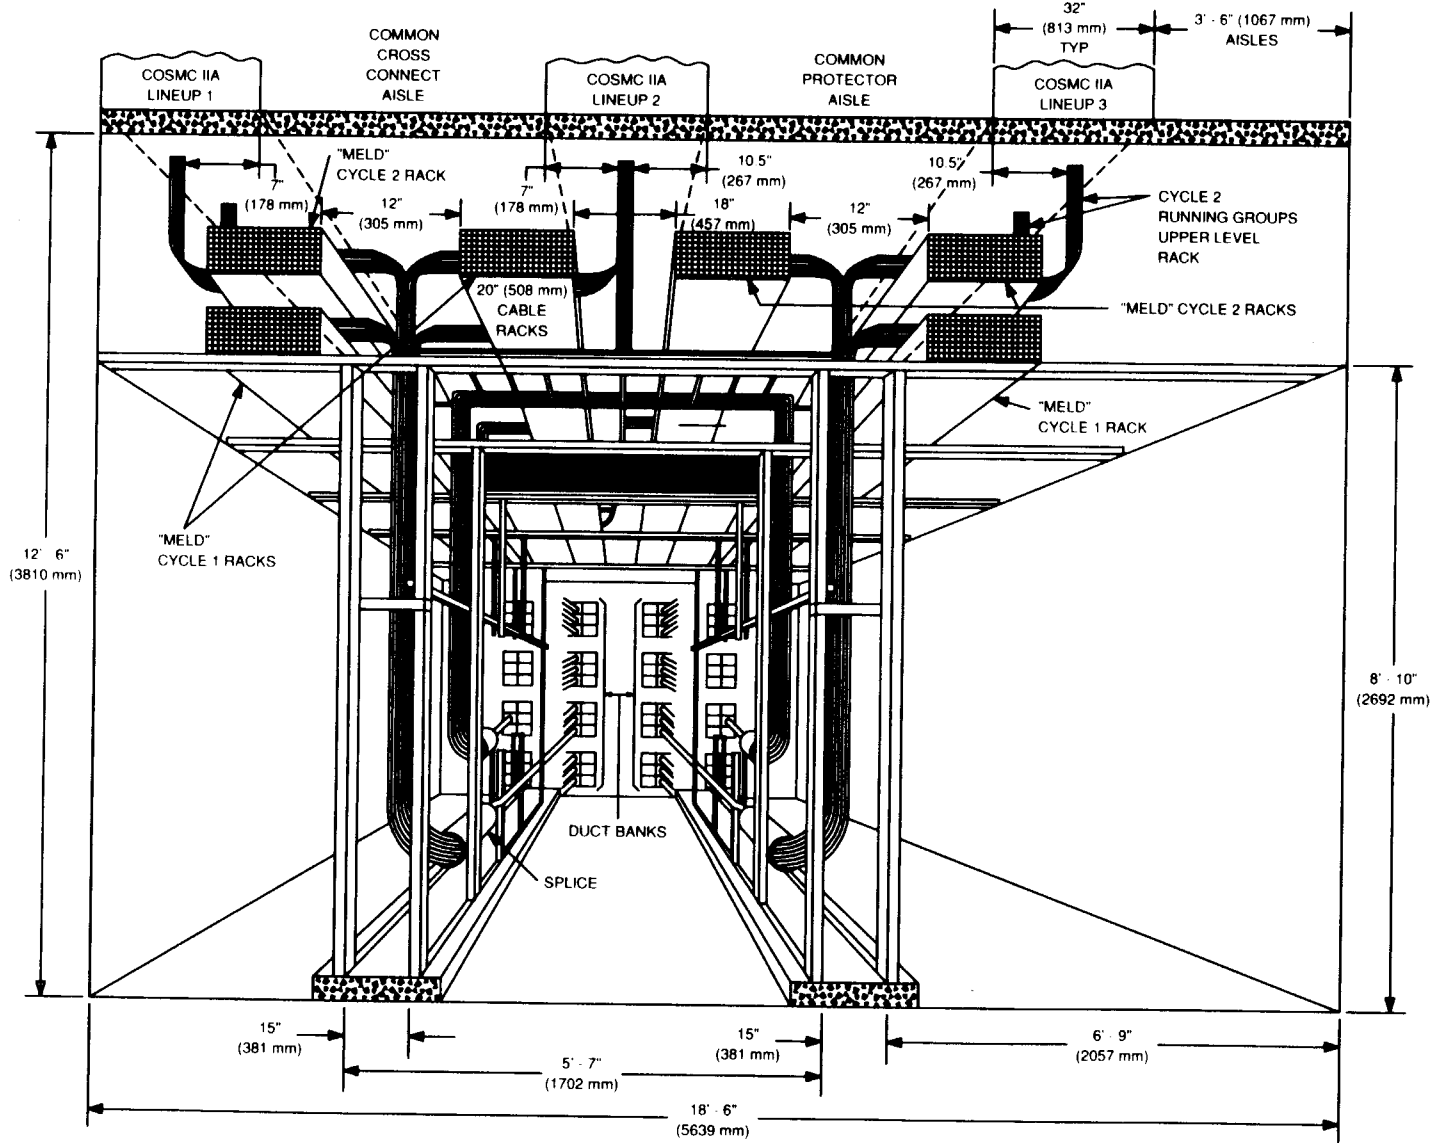 32"
(813 mm)
TYP
3' - 6" (1067 mm)
AISLES
COMMON
CROSS
CONNECT
AISLE
COMMON
PROTECTOR
AISLE
COSMC IIA
LINEUP 1
COSMC IIA
LINEUP 2
COSMC IIA
LINEUP 3
"MELD"
CYCLE 2 RACK
7"
(178 mm)
12"
(305 mm)
7"
(178 mm)
10.5"
(267 mm)
18"
(457 mm)
12"
(305 mm)
10.5"
(267 mm)
CYCLE 2
RUNNING GROUPS
UPPER LEVEL
RACK
20" (508 mm)
CABLE
RACKS
"MELD" CYCLE 2 RACKS
"MELD"
CYCLE 1 RACK
"MELD"
CYCLE 1 RACKS
12' - 6"
(3810 mm)
8' - 10"
(2692 mm)
DUCT BANKS
SPLICE
15"
(381 mm)
15"
(381 mm)
6' - 9"
(2057 mm)
5' - 7"
(1702 mm)
18' - 6"
(5639 mm)